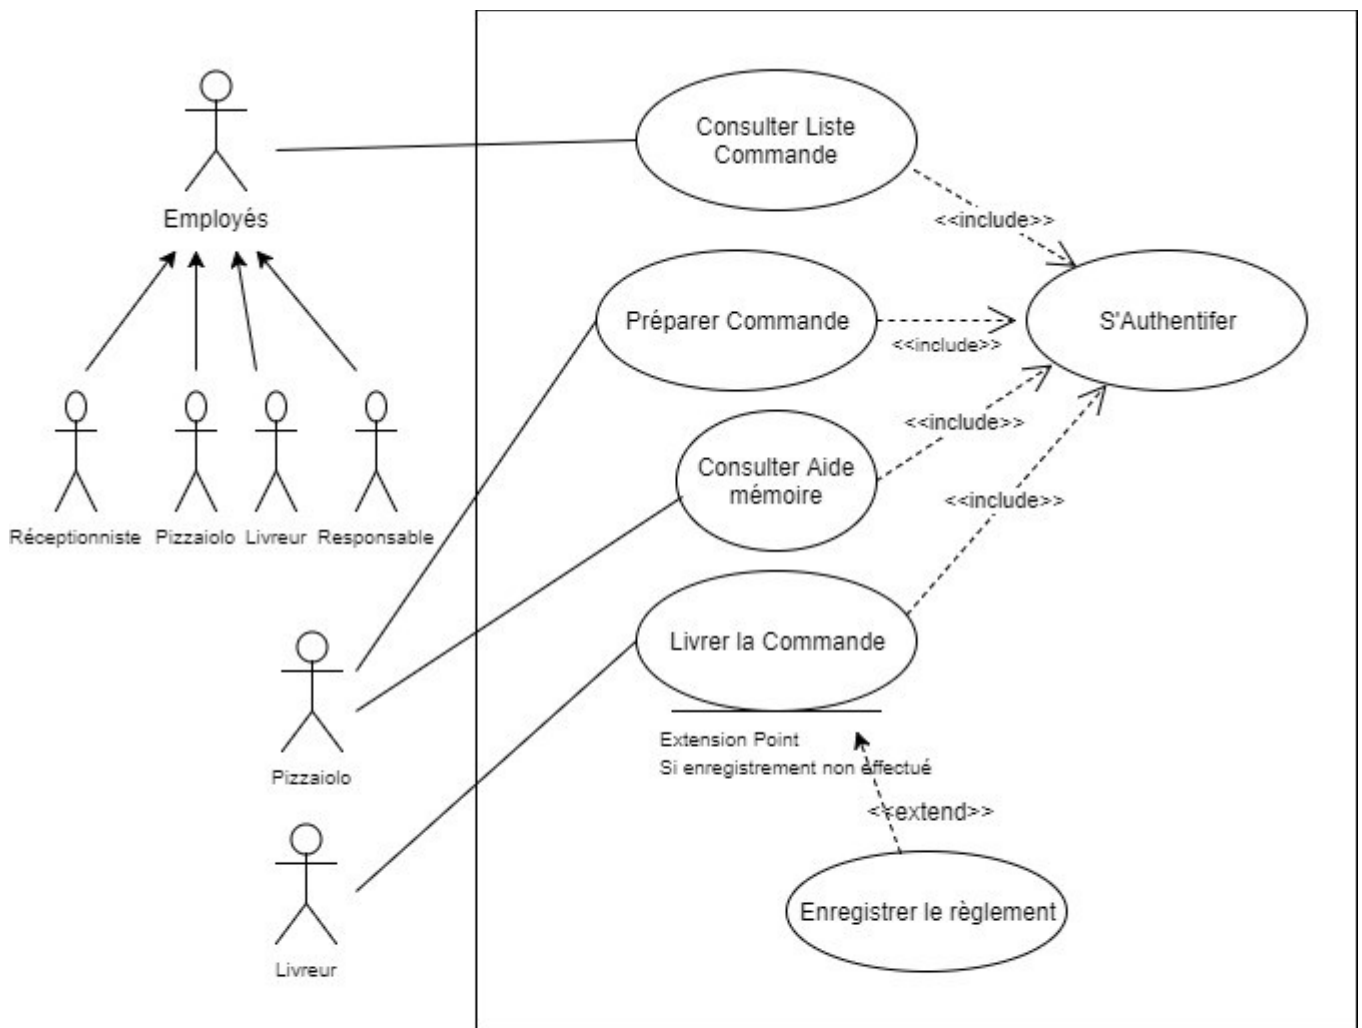 Consulter Liste
Commande
Employés
<<include>>
Préparer Commande
<<include>>
S'Authentifer
<<include>>
Consulter Aide
mémoire
Réceptionniste
Pizzaiolo
Livreur
Responsable
<<include>>
Livrer la Commande
Extension Point
Si enregistrement non effectué
Pizzaiolo
<<extend>>
Enregistrer le règlement
Livreur